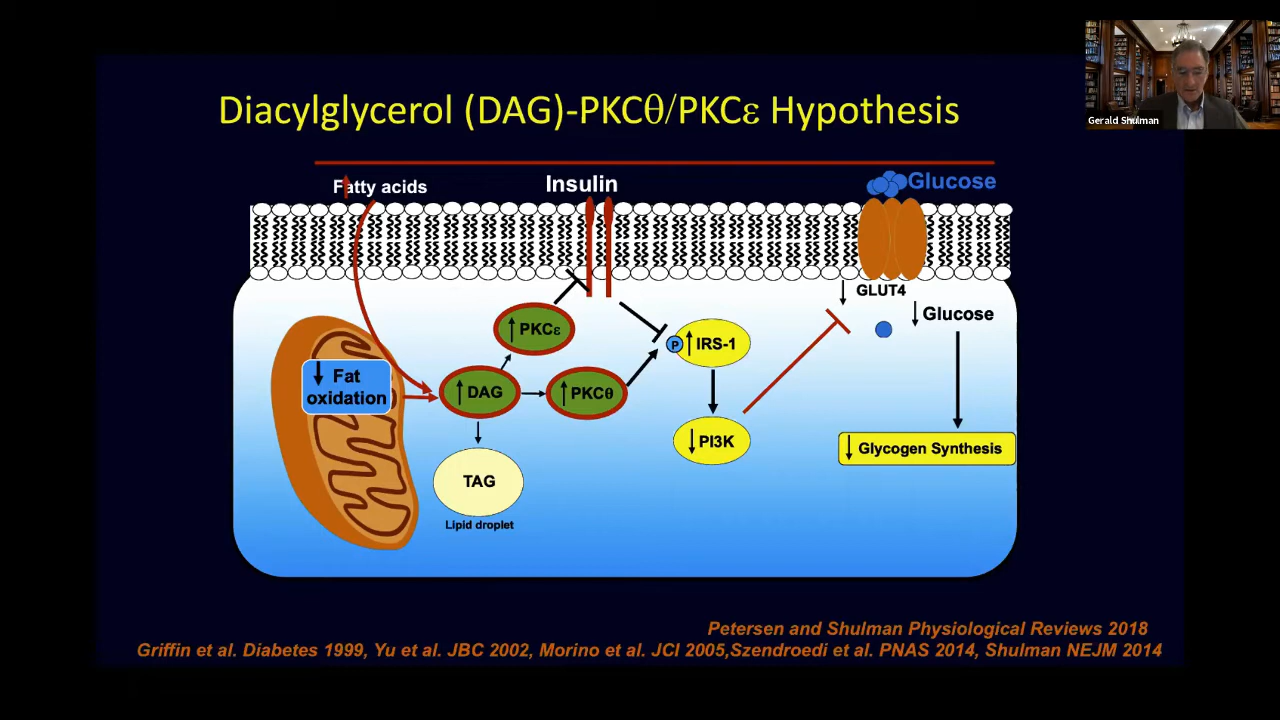 Diacylglycerol (DAG)-PKCθ/PKCε Hypothesis
Gerald Shulman
Fatty acids
Insulin
Glucose
GLUT4
Glucose
PKCε
P
IRS-1
Fat
oxidation
DAG
PKCθ
PI3K
Glycogen Synthesis
TAG
Lipid droplet
Petersen and Shulman Physiological Reviews 2018
Griffin et al. Diabetes 1999, Yu et al. JBC 2002, Morino et al. JCI 2005,Szendroedi et al. PNAS 2014, Shulman NEJM 2014